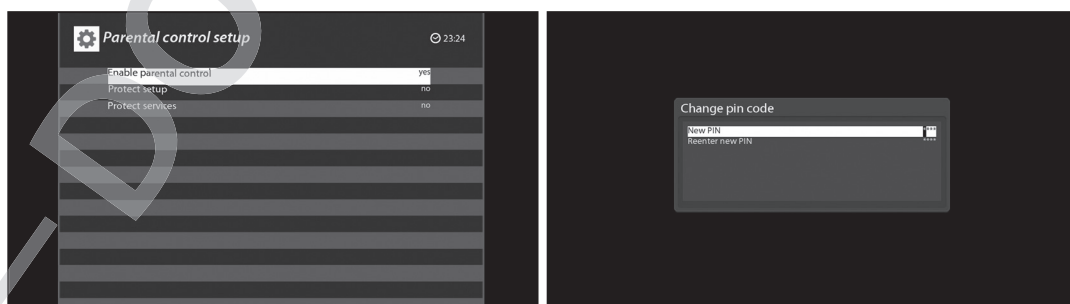 Parental control setup
23:24
Enable parental control yes
Protect setup no
Protect services no
Change pin code
New PIN ****
Reenter new PIN ****